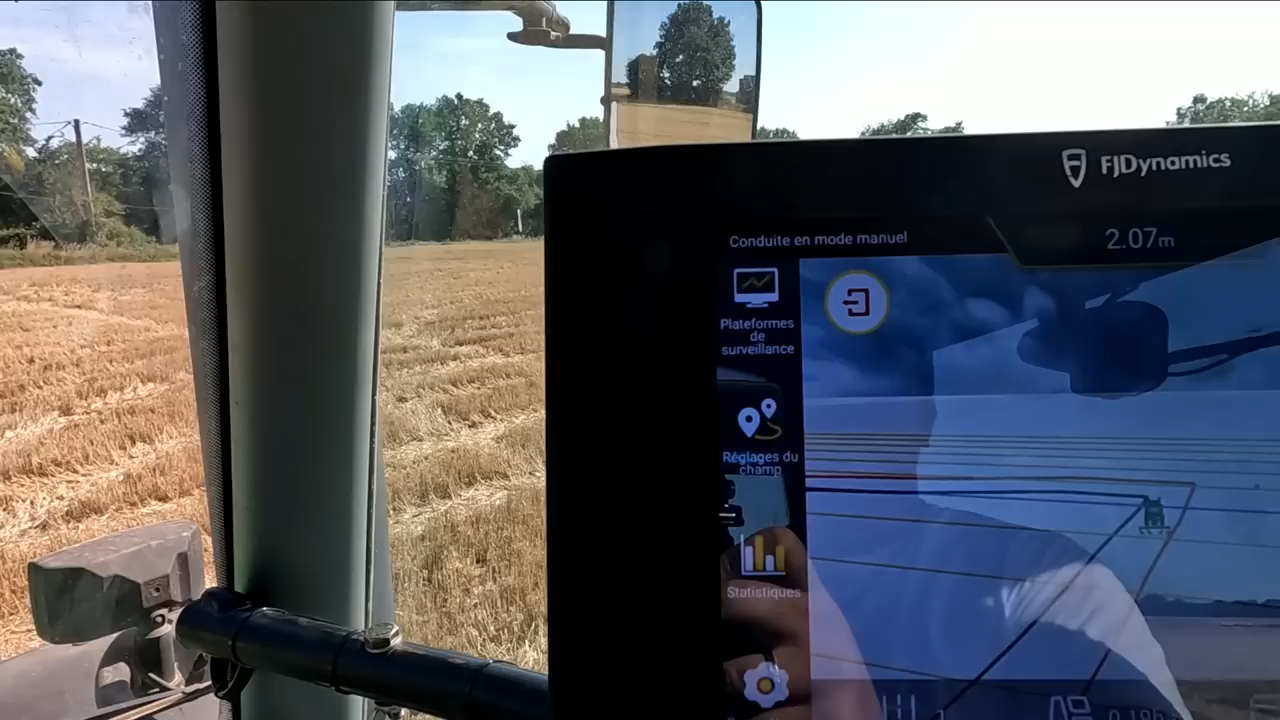 FJDynamics
Conduite en mode manuel
2.07m
Plateformes
de
surveillance
Réglages du
champ
Statistiques